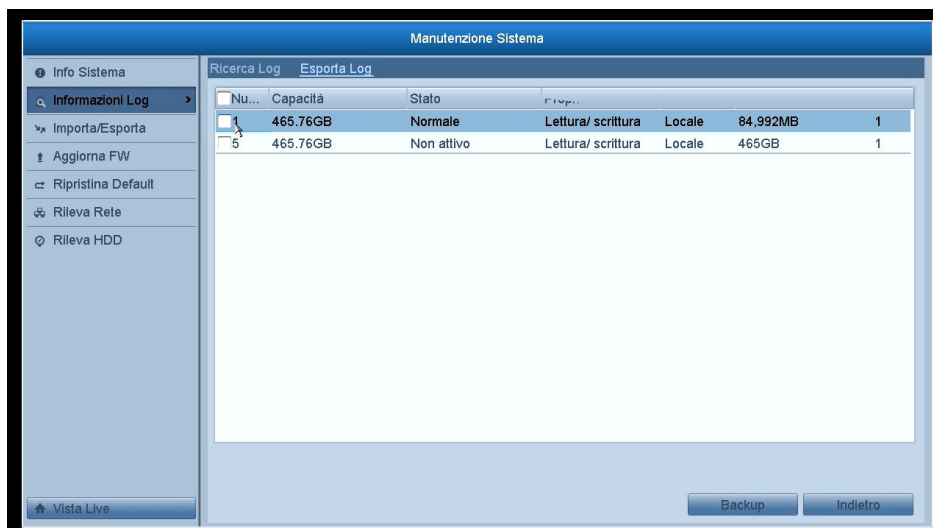 Manutenzione Sistema
Info Sistema
Informazioni Log >
Importa/Esporta
Aggiorna FW
Ripristina Default
Rileva Rete
Rileva HDD
Vista Live
Ricerca Log Esporta Log
Nu... Capacità Stato
1 465.76GB Normale Lettura/ scrittura Locale 84,992MB 1
5 465.76GB Non attivo Lettura/ scrittura Locale 465GB 1
Backup Indietro